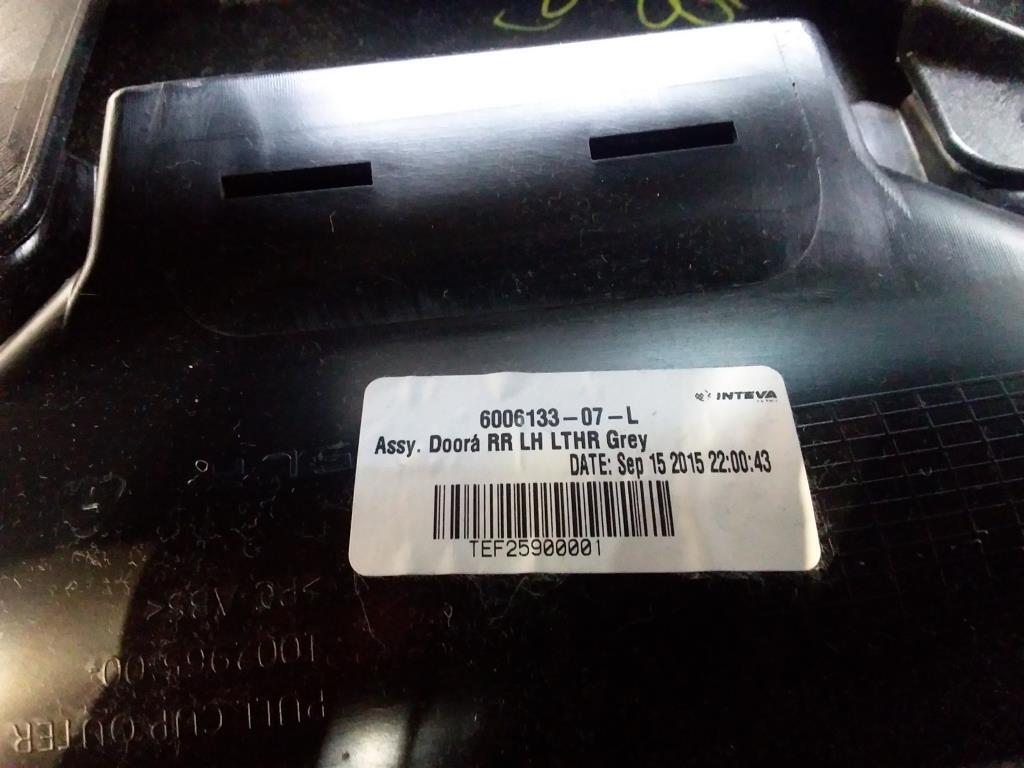 INTEVA
6006133-07-L
Assy. Doorá RR LH LTHR Grey
DATE: Sep 15 2015 22:00:43
TEF25900001
PULL CUP OUTER